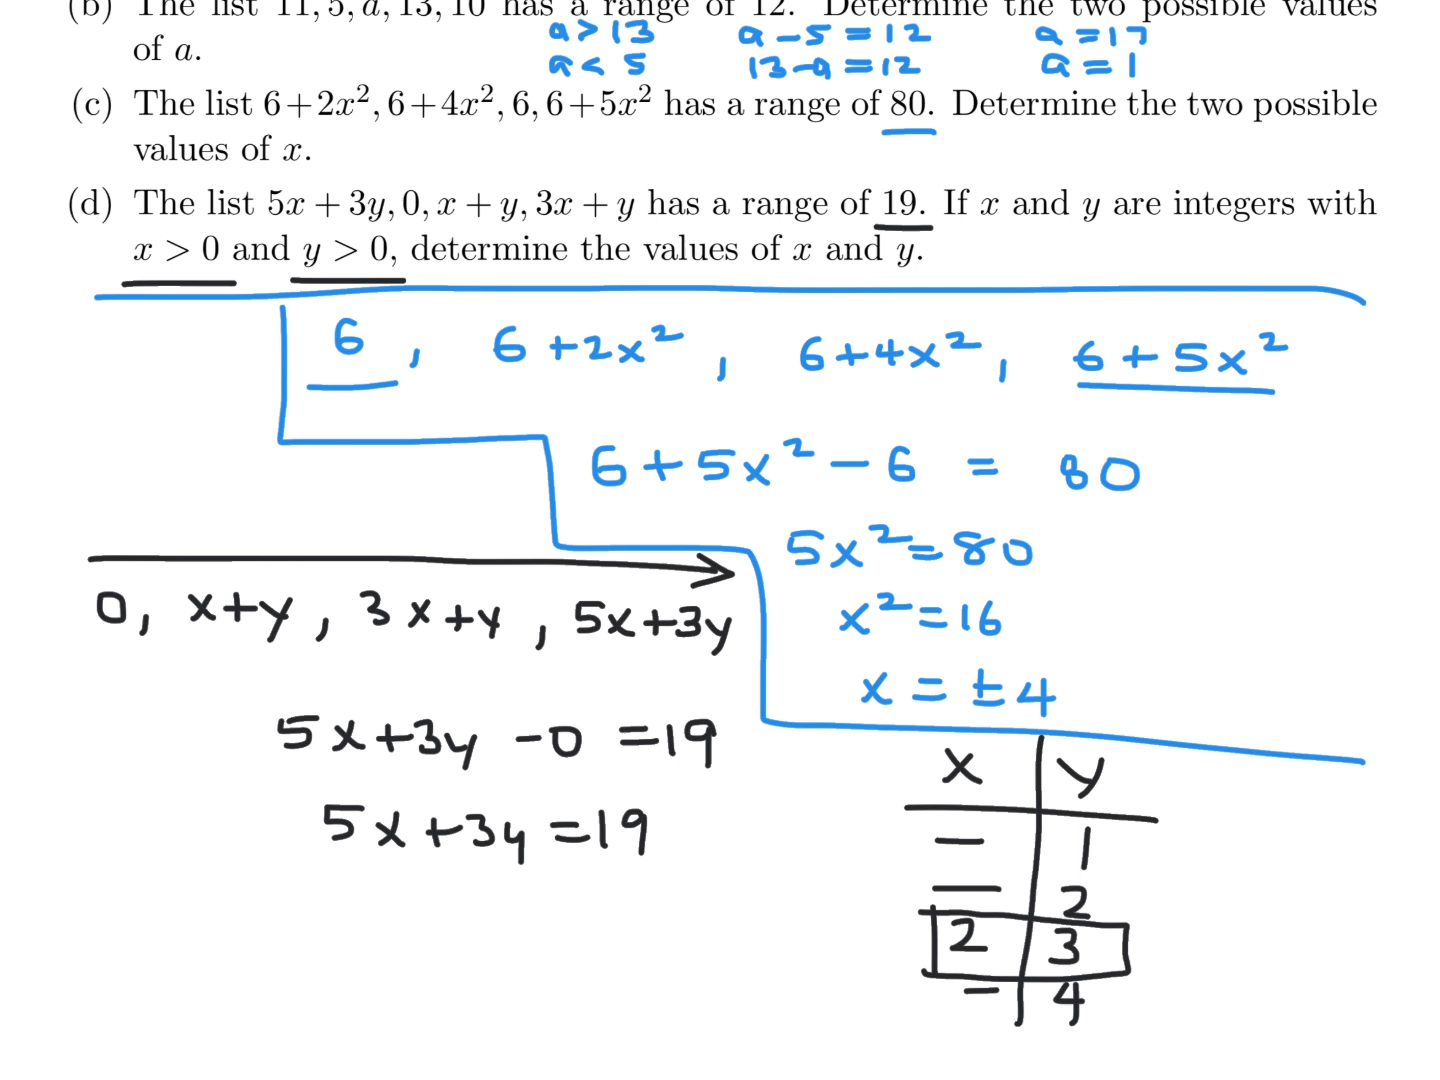 (b) The list 11, 5, a, 13, 10 has a range of 12. Determine the two possible values
of a.
a > 13 a - 5 = 12 a = 17
a < 5 13 - a = 12 a = 1
(c) The list 6 + 2x², 6 + 4x², 6, 6 + 5x² has a range of 80. Determine the two possible
values of x.
(d) The list 5x + 3y, 0, x + y, 3x + y has a range of 19. If x and y are integers with
x > 0 and y > 0, determine the values of x and y.
6, 6 + 2x², 6 + 4x², 6 + 5x²
6 + 5x² - 6 = 80
5x² = 80
x² = 16
x = ± 4
0, x+y, 3x+y, 5x+3y
5x+3y - 0 = 19
5x+3y = 19
x y
— 1
— 2
2 3
— 4